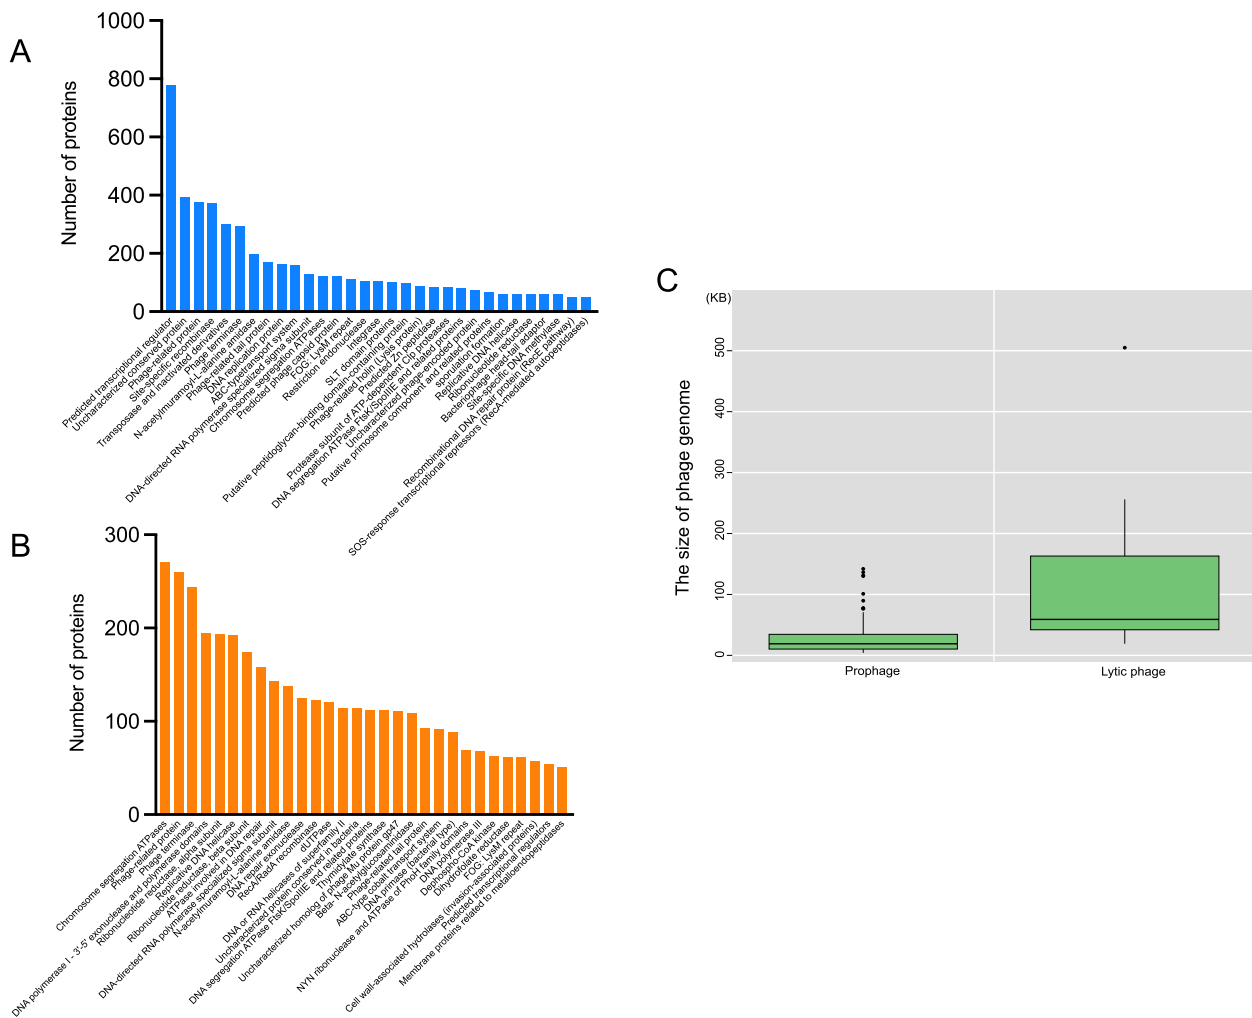 A
Number of proteins
1000
800
600
400
200
0
Predicted transcriptional regulator
Uncharacterized conserved protein
Phage-related protein
Site-specific recombinase
Transposase and inactivated derivatives
Phage terminase
N-acetylmuramoyl-L-alanine amidase
Phage-related tail protein
DNA replication protein
ABC-typetransport system
DNA-directed RNA polymerase specialized sigma subunit
Chromosome segregation ATPases
Predicted phage capsid protein
FOG: LysM repeat
Restriction endonuclease
Integrase
SLT domain proteins
Putative peptidoglycan-binding domain-containing protein
Phage-related holin (Lysis protein)
Predicted Zn peptidase
Protease subunit of ATP-dependent Clp proteases
DNA segregation ATPase FtsK/SpoIIIE and related proteins
Uncharacterized phage-encoded protein
Putative primosome component and related proteins
sporulation formation
Replicative DNA helicase
Ribonucleotide reductase
Bacteriophage head-tail adaptor
Site-specific DNA methylase
Recombinational DNA repair protein (RecE pathway)
SOS-response transcriptional repressors (RecA-mediated autopeptidases)
B
Number of proteins
300
200
100
0
Chromosome segregation ATPases
Phage-related protein
Phage terminase
DNA polymerase I - 3'-5' exonuclease and polymerase domains
Ribonucleotide reductase, alpha subunit
Replicative DNA helicase
Ribonucleotide reductase, beta subunit
ATPase involved in DNA repair
DNA-directed RNA polymerase specialized sigma subunit
N-acetylmuramoyl-L-alanine amidase
DNA repair exonuclease
RecA/RadA recombinase
dUTPase
DNA or RNA helicases of superfamily II
Uncharacterized protein conserved in bacteria
DNA segregation ATPase FtsK/SpoIIIE and related proteins
Thymidylate synthase
Uncharacterized homolog of phage Mu protein gp47
Beta- N-acetylglucosaminidase
Phage-related tail protein
ABC-type cobalt transport system
DNA primase (bacterial type)
NYN ribonuclease and ATPase of PhoH family domains
DNA polymerase III
Dephospho-CoA kinase
Dihydrofolate reductase
FOG: LysM repeat
Cell wall-associated hydrolases (invasion-associated proteins)
Predicted transcriptional regulators
Membrane proteins related to metalloendopeptidases
C
(KB)
The size of phage genome
500
400
300
200
100
0
Prophage
Lytic phage